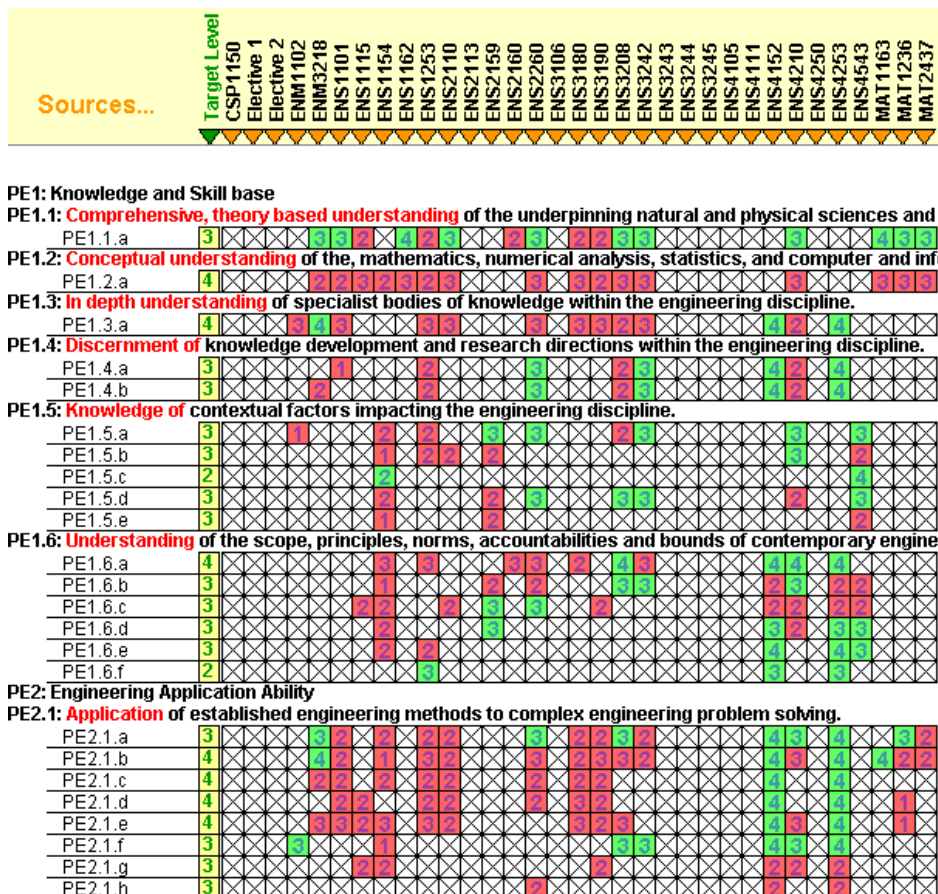 Sources... Target Level CSP1150 Elective 1 Elective 2 ENM1102 ENM3218 ENS1101 ENS1115 ENS1154 ENS1162 ENS1253 ENS2110 ENS2113 ENS2159 ENS2160 ENS2260 ENS3106 ENS3180 ENS3190 ENS3208 ENS3242 ENS3243 ENS3244 ENS3245 ENS4105 ENS4111 ENS4152 ENS4210 ENS4250 ENS4253 ENS4543 MAT1163 MAT1236 MAT2437
PE1: Knowledge and Skill base
PE1.1: Comprehensive, theory based understanding of the underpinning natural and physical sciences and
PE1.1.a 3 3 3 2 4 2 3 2 3 2 2 3 3 3 4 3 3
PE1.2: Conceptual understanding of the, mathematics, numerical analysis, statistics, and computer and inf
PE1.2.a 4 2 2 3 2 3 2 3 3 3 2 3 3 3 3 3 3
PE1.3: In depth understanding of specialist bodies of knowledge within the engineering discipline.
PE1.3.a 4 3 4 3 3 3 3 3 3 2 3 4 2 4
PE1.4: Discernment of knowledge development and research directions within the engineering discipline.
PE1.4.a 3 1 2 3 2 3 4 2 4
PE1.4.b 3 2 2 3 2 3 4 2 4
PE1.5: Knowledge of contextual factors impacting the engineering discipline.
PE1.5.a 3 1 2 2 3 3 2 3 3 3
PE1.5.b 3 1 2 2 2 3 2
PE1.5.c 2 2 4
PE1.5.d 3 2 2 3 3 3 2 3
PE1.5.e 3 1 2 2
PE1.6: Understanding of the scope, principles, norms, accountabilities and bounds of contemporary engine
PE1.6.a 4 3 3 3 3 2 4 3 4 4 4
PE1.6.b 3 1 2 2 3 3 2 3 2 2
PE1.6.c 3 2 2 2 3 3 2 2 2 2 2
PE1.6.d 3 2 3 3 2 3 3
PE1.6.e 3 2 2 4 4 3
PE1.6.f 2 3 3 3
PE2: Engineering Application Ability
PE2.1: Application of established engineering methods to complex engineering problem solving.
PE2.1.a 3 3 2 2 2 2 3 2 2 3 2 4 3 4 3 2
PE2.1.b 4 4 2 1 3 2 3 2 3 3 2 4 3 4 4 2 2
PE2.1.c 4 2 2 2 2 2 2 2 2 4 4
PE2.1.d 4 2 2 2 2 2 3 2 4 4 1
PE2.1.e 4 3 3 2 3 3 2 3 2 3 4 3 4 1
PE2.1.f 3 3 1 3 3 4 3 4
PE2.1.g 3 2 2 2 2 2 2
PE2.1.h 3 2 2 2